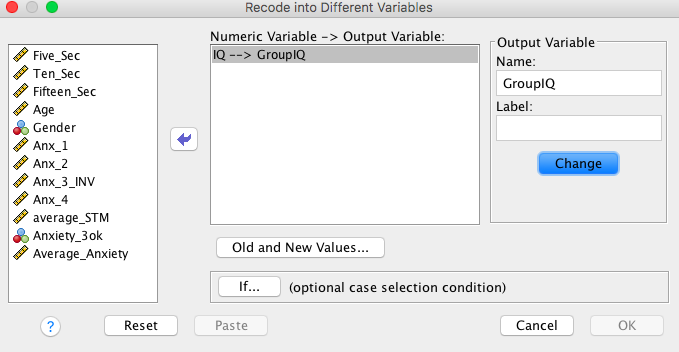 Recode into Different Variables
Five_Sec
Ten_Sec
Fifteen_Sec
Age
Gender
Anx_1
Anx_2
Anx_3_INV
Anx_4
average_STM
Anxiety_3ok
Average_Anxiety
Numeric Variable -> Output Variable:
IQ --> GroupIQ
Output Variable
Name:
GroupIQ
Label:
Change
Old and New Values...
If... (optional case selection condition)
? Reset Paste Cancel OK